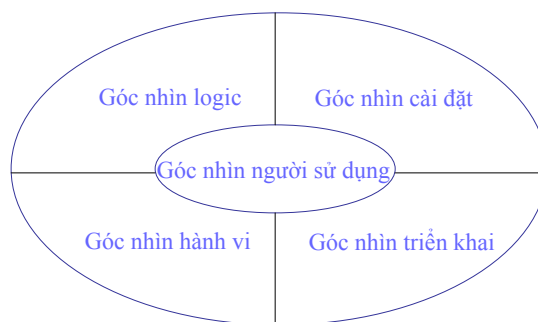 Góc nhìn logic
Góc nhìn cài đặt
Góc nhìn người sử dụng
Góc nhìn hành vi
Góc nhìn triển khai